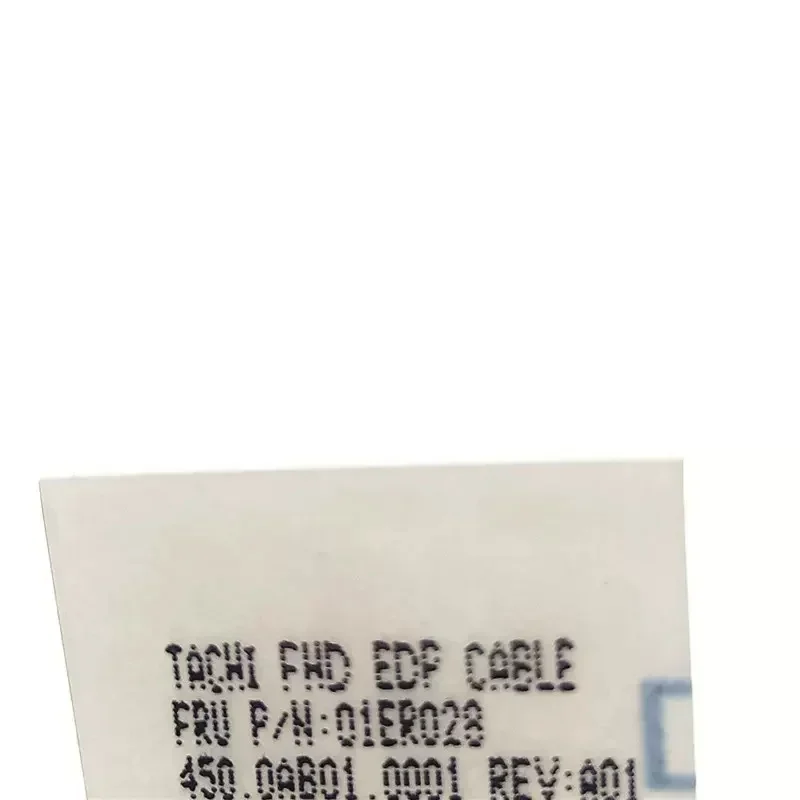 TACHI FHD EDP CABLE
FRU P/N:01ER028
450.0AB01.0001 REV:A01